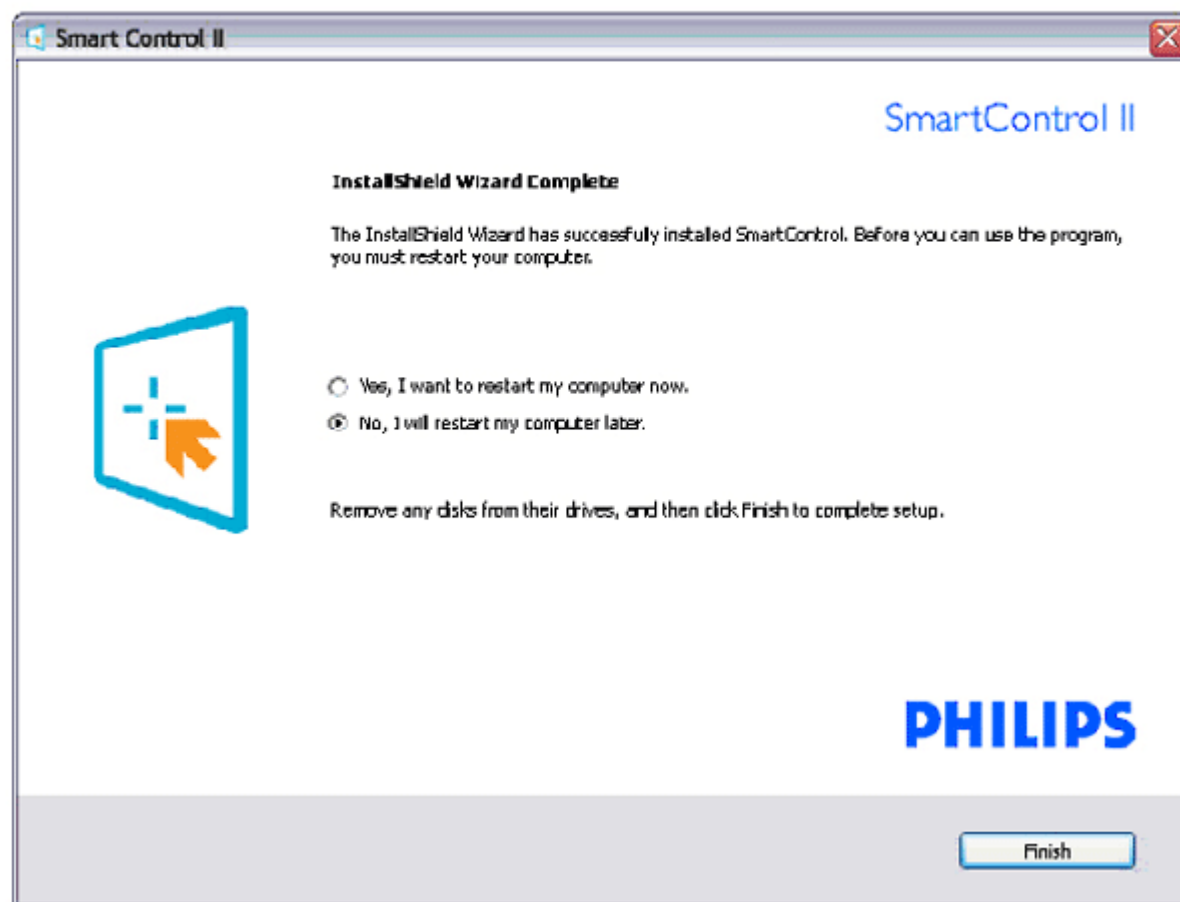 Smart Control II
SmartControl II
InstallShield Wizard Complete
The InstallShield Wizard has successfully installed SmartControl. Before you can use the program,
you must restart your computer.
Yes, I want to restart my computer now.
No, I will restart my computer later.
Remove any disks from their drives, and then click Finish to complete setup.
PHILIPS
Finish